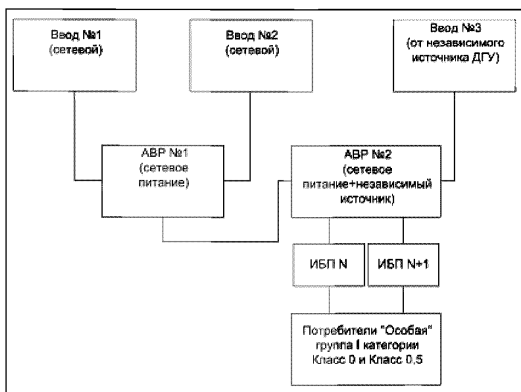 Ввод №1
(сетевой)
Ввод №2
(сетевой)
Ввод №3
(от независимого
источника ДГУ)
АВР №1
(сетевое
питание)
АВР №2
(сетевое
питание+независимый
источник)
ИБП N
ИБП N+1
Потребители "Особая"
группа I категории
Класс 0 и Класс 0,5